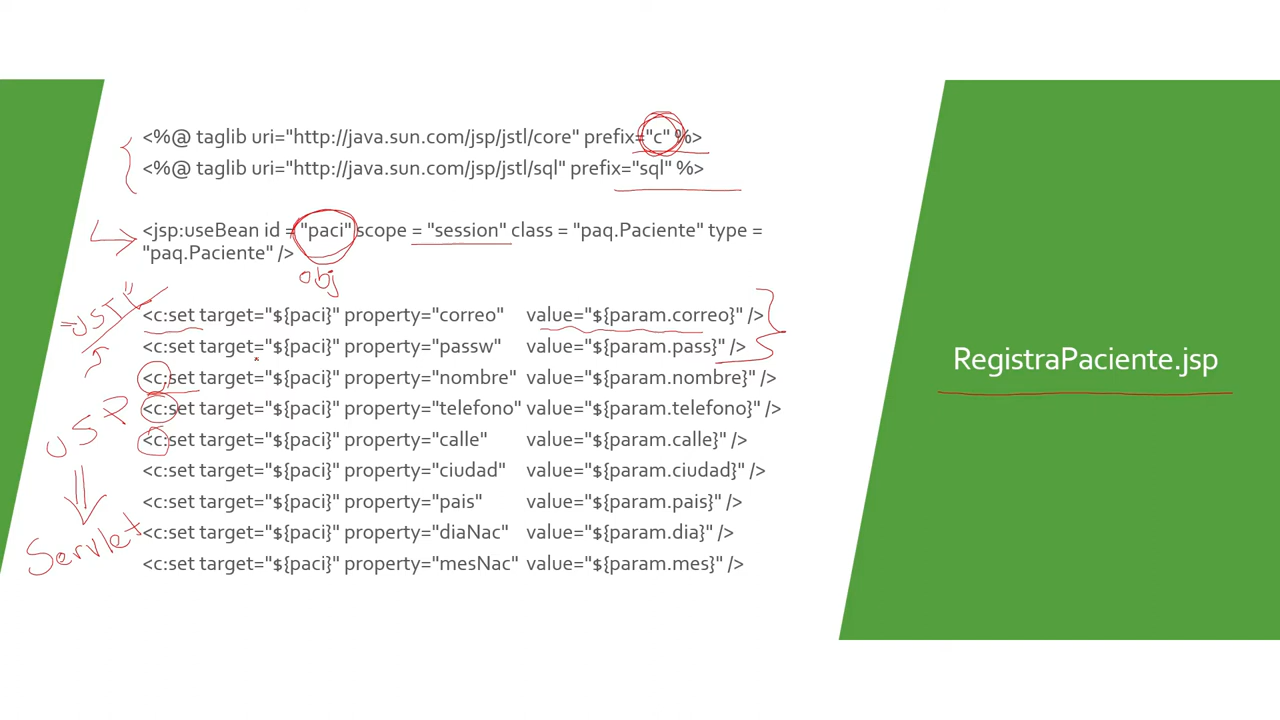 <%@ taglib uri="http://java.sun.com/jsp/jstl/core" prefix="c" %>
<%@ taglib uri="http://java.sun.com/jsp/jstl/sql" prefix="sql" %>
<jsp:useBean id = "paci" scope = "session" class = "paq.Paciente" type =
"paq.Paciente" />
obj
"JSTL"
<c:set target="${paci}" property="correo" value="${param.correo}" />
<c:set target="${paci}" property="passw" value="${param.pass}" />
<c:set target="${paci}" property="nombre" value="${param.nombre}" />
<c:set target="${paci}" property="telefono" value="${param.telefono}" />
<c:set target="${paci}" property="calle" value="${param.calle}" />
<c:set target="${paci}" property="ciudad" value="${param.ciudad}" />
<c:set target="${paci}" property="pais" value="${param.pais}" />
<c:set target="${paci}" property="diaNac" value="${param.dia}" />
<c:set target="${paci}" property="mesNac" value="${param.mes}" />
JSP
Servlet
RegistraPaciente.jsp